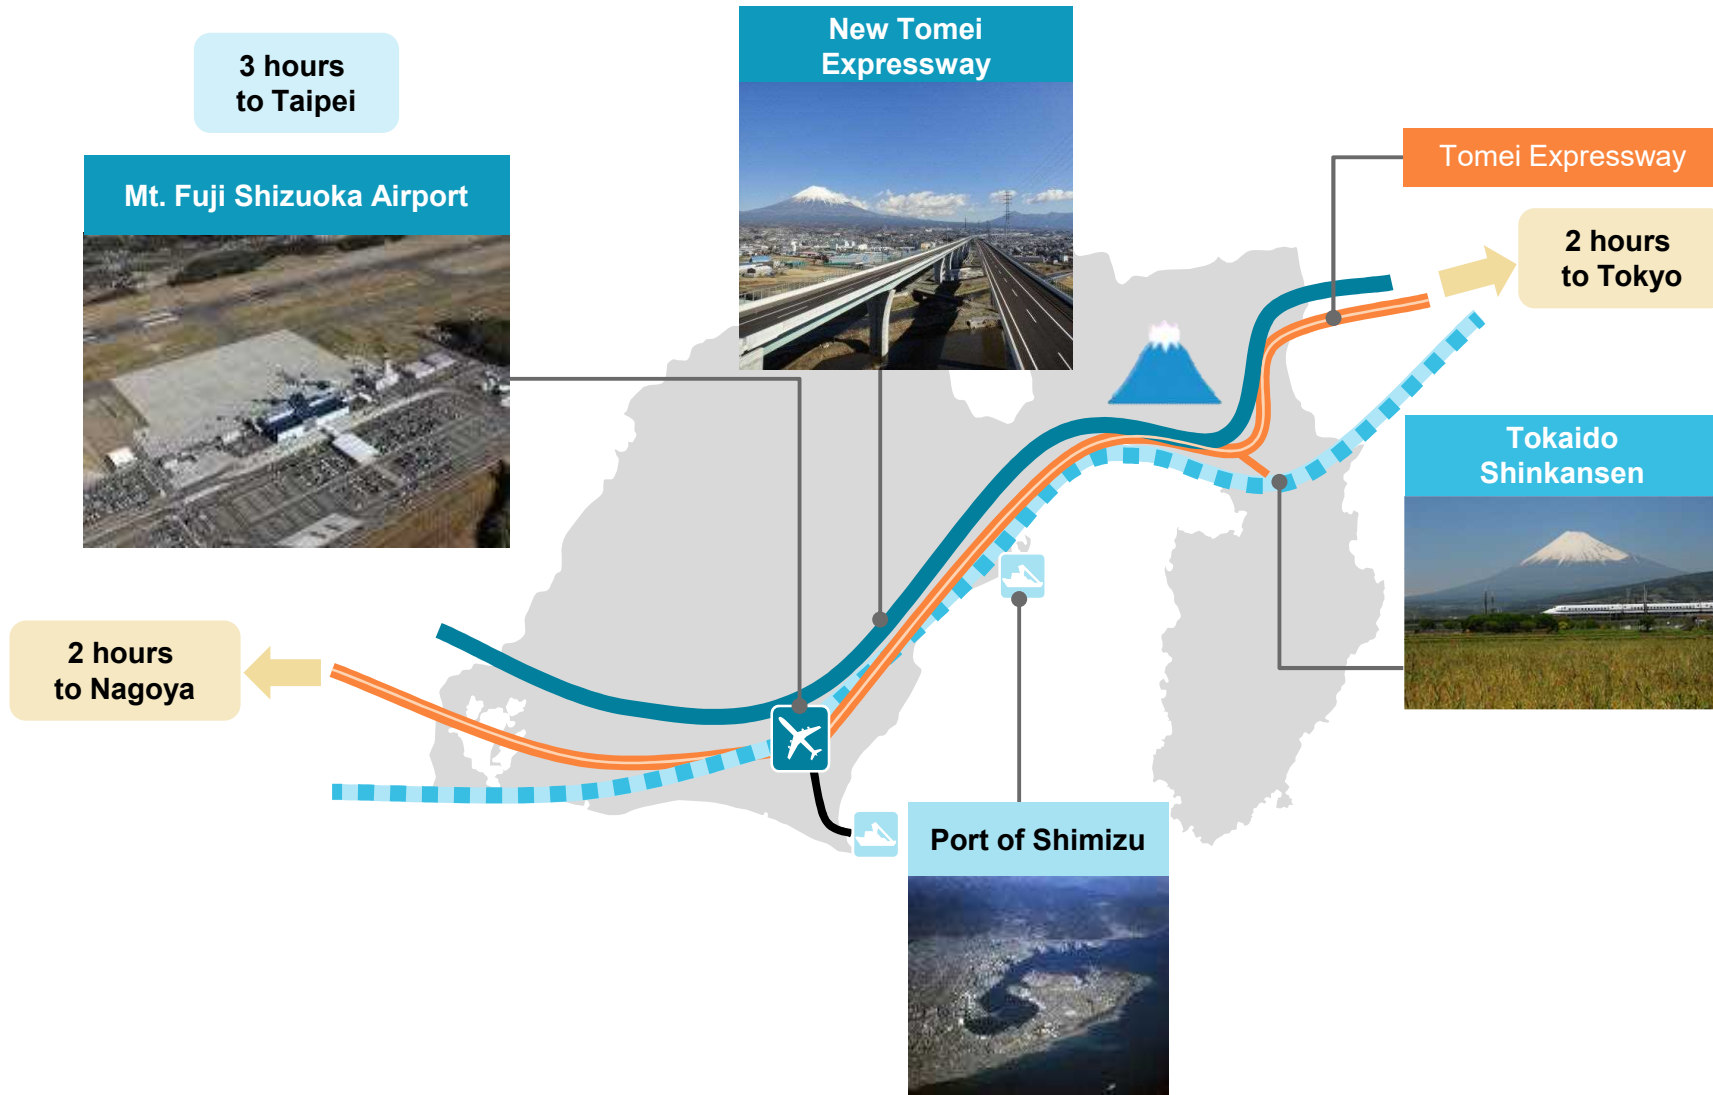 3 hours
to Taipei
Mt. Fuji Shizuoka Airport
New Tomei
Expressway
Tomei Expressway
2 hours
to Tokyo
Tokaido
Shinkansen
2 hours
to Nagoya
Port of Shimizu